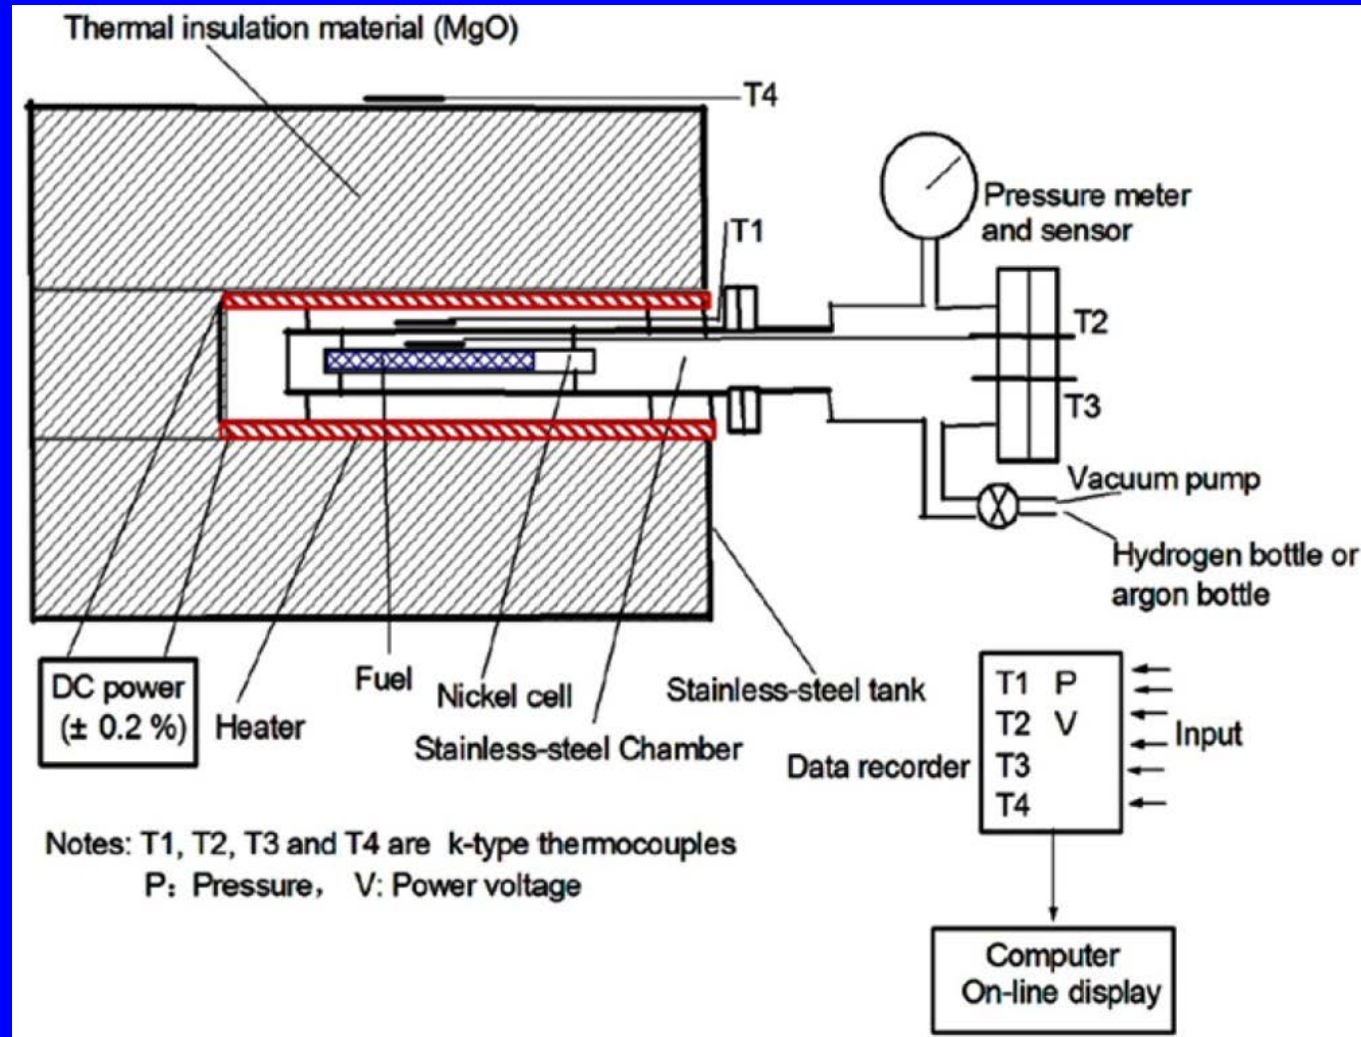 Thermal insulation material (MgO)
T4
T1
Pressure meter
and sensor
T2
T3
Vacuum pump
Hydrogen bottle or
argon bottle
DC power
(± 0.2 %)
Heater
Fuel
Nickel cell
Stainless-steel Chamber
Stainless-steel tank
Data recorder
T1 P
T2 V
T3
T4
Input
Notes: T1, T2, T3 and T4 are k-type thermocouples
P: Pressure, V: Power voltage
Computer
On-line display